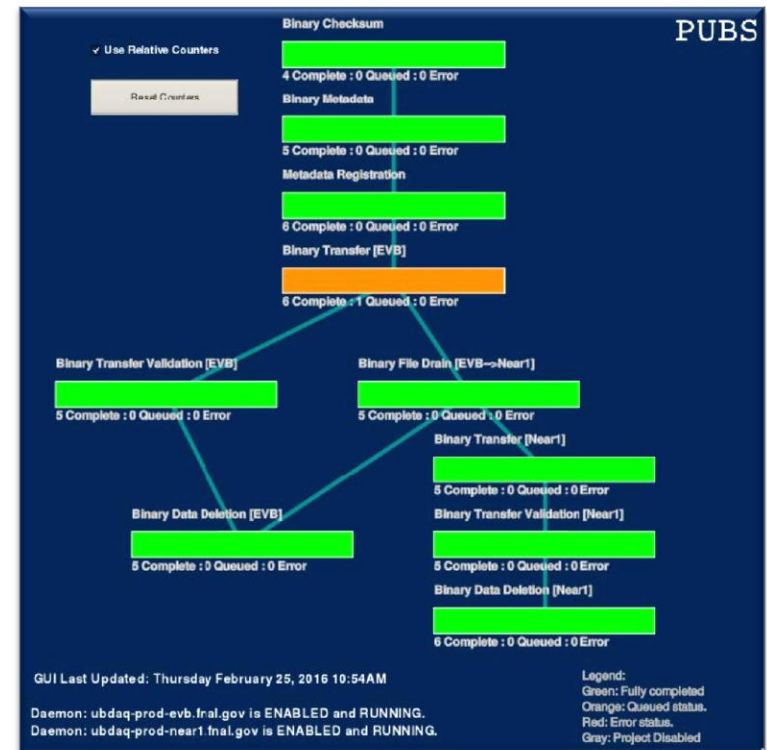 PUBS
✓ Use Relative Counters
Reset Counters
Binary Checksum
4 Complete : 0 Queued : 0 Error
Binary Metadata
5 Complete : 0 Queued : 0 Error
Metadata Registration
6 Complete : 0 Queued : 0 Error
Binary Transfer [EVB]
6 Complete : 1 Queued : 0 Error
Binary Transfer Validation [EVB]
5 Complete : 0 Queued : 0 Error
Binary File Drain [EVB-->Near1]
5 Complete : 0 Queued : 0 Error
Binary Transfer [Near1]
5 Complete : 0 Queued : 0 Error
Binary Data Deletion [EVB]
5 Complete : 0 Queued : 0 Error
Binary Transfer Validation [Near1]
5 Complete : 0 Queued : 0 Error
Binary Data Deletion [Near1]
6 Complete : 0 Queued : 0 Error
GUI Last Updated: Thursday February 25, 2016 10:54AM
Daemon: ubdaq-prod-evb.fnal.gov is ENABLED and RUNNING.
Daemon: ubdaq-prod-near1.fnal.gov is ENABLED and RUNNING.
Legend:
Green: Fully completed
Orange: Queued status.
Red: Error status.
Gray: Project Disabled